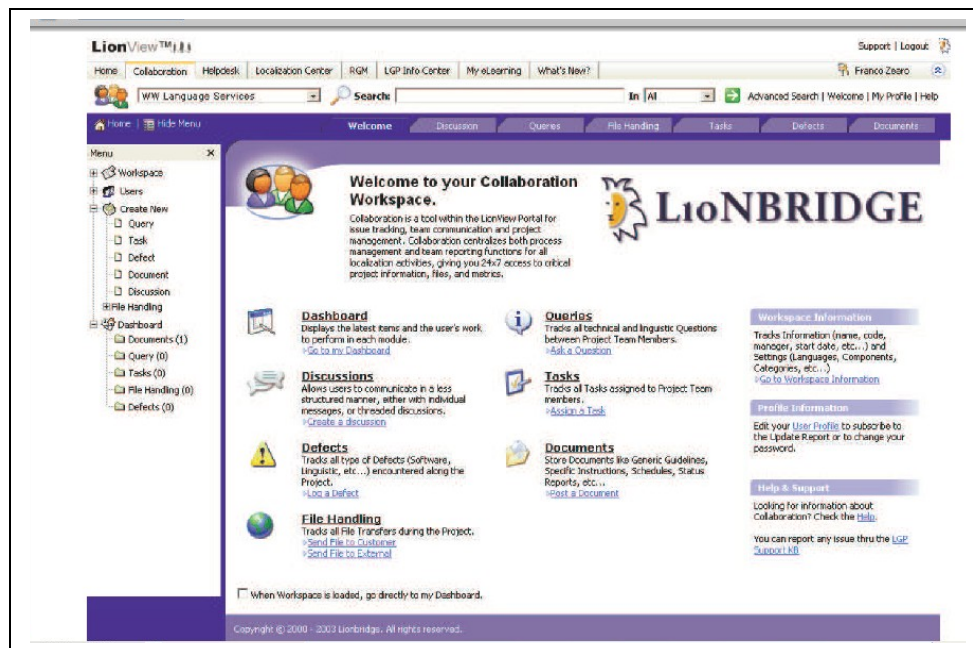 LionView™
Support | Logout
Home Collaboration Helpdesk Localization Center RGM LGP Info Center My eLearning What's New?
Franco Zearo
WW Language Services Search: In All Advanced Search | Welcome | My Profile | Help
Home | Hide Menu
Welcome Discussion Queries File Handling Tasks Defects Documents
Menu X
Workspace
Users
Create New
Query
Task
Defect
Document
Discussion
File Handling
Dashboard
Documents (1)
Query (0)
Tasks (0)
File Handling (0)
Defects (0)
Welcome to your Collaboration
Workspace.
Collaboration is a tool within the LionView Portal for
issue tracking, team communication and project
management. Collaboration centralizes both process
management and team reporting functions for all
localization activities, giving you 24x7 access to critical
project information, files, and metrics.
LIONBRIDGE
Dashboard
Displays the latest items and the user's work
to perform in each module.
»Go to my Dashboard
Discussions
Allows users to communicate in a less
structured manner, either with individual
messages, or threaded discussions.
»Create a discussion
Defects
Tracks all type of Defects (Software,
Linguistic, etc...) encountered along the
Project.
»Log a Defect
File Handling
Tracks all File Transfers during the Project.
»Send File to Customer
»Send File to External
Queries
Tracks all technical and linguistic Questions
between Project Team Members.
»Ask a Question
Tasks
Tracks all Tasks assigned to Project Team
members.
»Assign a Task
Documents
Store Documents like Generic Guidelines,
Specific Instructions, Schedules, Status
Reports, etc...
»Post a Document
Workspace Information
Tracks Information (name, code,
manager, start date, etc...) and
Settings (Languages, Components,
Categories, etc...)
»Go to Workspace Information
Profile Information
Edit your User Profile to subscribe to
the Update Report or to change your
password.
Help & Support
Looking for information about
Collaboration? Check the Help.
You can report any issue thru the LGP
Support KB
When Workspace is loaded, go directly to my Dashboard.
Copyright © 2000 - 2003 Lionbridge. All rights reserved.